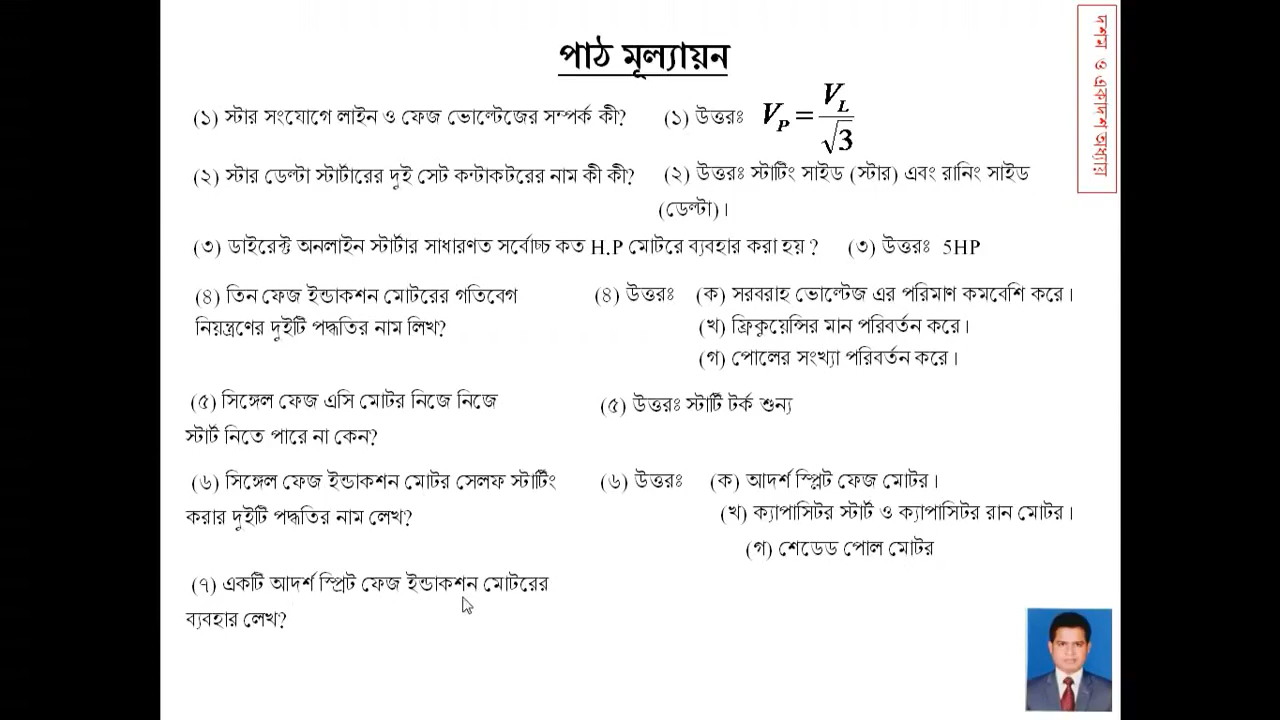 পাঠ মূল্যায়ন
দশম ও একাদশ অধ্যায়
(১) স্টার সংযোগে লাইন ও ফেজ ভোল্টেজের সম্পর্ক কী? (১) উত্তরঃ V_P = V_L / √3
(২) স্টার ডেল্টা স্টার্টারের দুই সেট কন্টাকটরের নাম কী কী? (২) উত্তরঃ স্টার্টিং সাইড (স্টার) এবং রানিং সাইড
(ডেল্টা)।
(৩) ডাইরেক্ট অনলাইন স্টার্টার সাধারণত সর্বোচ্চ কত H.P মোটরে ব্যবহার করা হয় ? (৩) উত্তরঃ 5HP
(৪) তিন ফেজ ইন্ডাকশন মোটরের গতিবেগ (৪) উত্তরঃ (ক) সরবরাহ ভোল্টেজ এর পরিমাণ কমবেশি করে।
নিয়ন্ত্রণের দুইটি পদ্ধতির নাম লিখ? (খ) ফ্রিকুয়েন্সির মান পরিবর্তন করে।
(গ) পোলের সংখ্যা পরিবর্তন করে।
(৫) সিঙ্গেল ফেজ এসি মোটর নিজে নিজে (৫) উত্তরঃ স্টার্টি টর্ক শুন্য
স্টার্ট নিতে পারে না কেন?
(৬) সিঙ্গেল ফেজ ইন্ডাকশন মোটর সেলফ স্টার্টিং (৬) উত্তরঃ (ক) আদর্শ স্প্লিট ফেজ মোটর।
করার দুইটি পদ্ধতির নাম লেখ? (খ) ক্যাপাসিটর স্টার্ট ও ক্যাপাসিটর রান মোটর।
(গ) শেডেড পোল মোটর
(৭) একটি আদর্শ স্প্রিট ফেজ ইন্ডাকশন মোটরের
ব্যবহার লেখ?